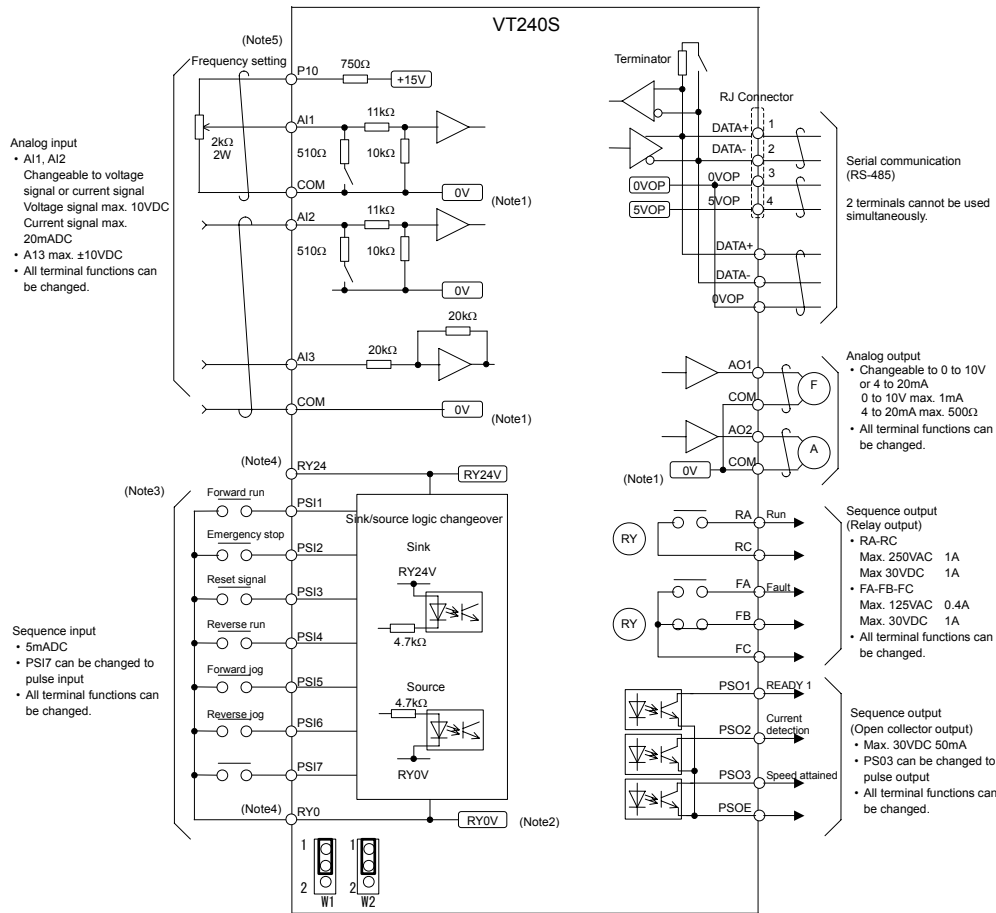 VT240S
(Note5)
Frequency setting
P10
750Ω
+15V
AI1
11kΩ
2kΩ
2W
510Ω
10kΩ
COM
0V
(Note1)
AI2
11kΩ
510Ω
10kΩ
0V
20kΩ
AI3
20kΩ
COM
0V
(Note1)
Analog input
• AI1, AI2
Changeable to voltage
signal or current signal
Voltage signal max. 10VDC
Current signal max.
20mADC
• A13 max. ±10VDC
• All terminal functions can
be changed.
(Note4)
RY24
RY24V
(Note3)
Forward run
PSI1
Emergency stop
PSI2
Reset signal
PSI3
Reverse run
PSI4
Forward jog
PSI5
Reverse jog
PSI6
PSI7
(Note4)
RY0
RY0V
(Note2)
Sink/source logic changeover
Sink
RY24V
4.7kΩ
Source
4.7kΩ
RY0V
Sequence input
• 5mADC
• PSI7 can be changed to
pulse input
• All terminal functions can
be changed.
1
2
W1
1
2
W2
Terminator
RJ Connector
DATA+
1
DATA-
2
0VOP
0VOP
3
5VOP
5VOP
4
DATA+
DATA-
0VOP
Serial communication
(RS-485)
2 terminals cannot be used
simultaneously.
AO1
F
COM
AO2
A
COM
(Note1)
0V
Analog output
• Changeable to 0 to 10V
or 4 to 20mA
0 to 10V max. 1mA
4 to 20mA max. 500Ω
• All terminal functions can
be changed.
RY
RA
Run
RC
RY
FA
Fault
FB
FC
Sequence output
(Relay output)
• RA-RC
Max. 250VAC 1A
Max 30VDC 1A
• FA-FB-FC
Max. 125VAC 0.4A
Max. 30VDC 1A
• All terminal functions can
be changed.
PSO1
READY 1
PSO2
Current
detection
PSO3
Speed attained
PSOE
Sequence output
(Open collector output)
• Max. 30VDC 50mA
• PS03 can be changed to
pulse output
• All terminal functions can
be changed.